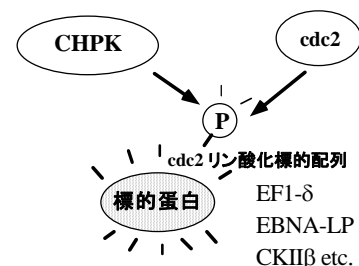 CHPK
cdc2
P
cdc2リン酸化標的配列
標的蛋白
EF1-δ
EBNA-LP
CKIIβ etc.